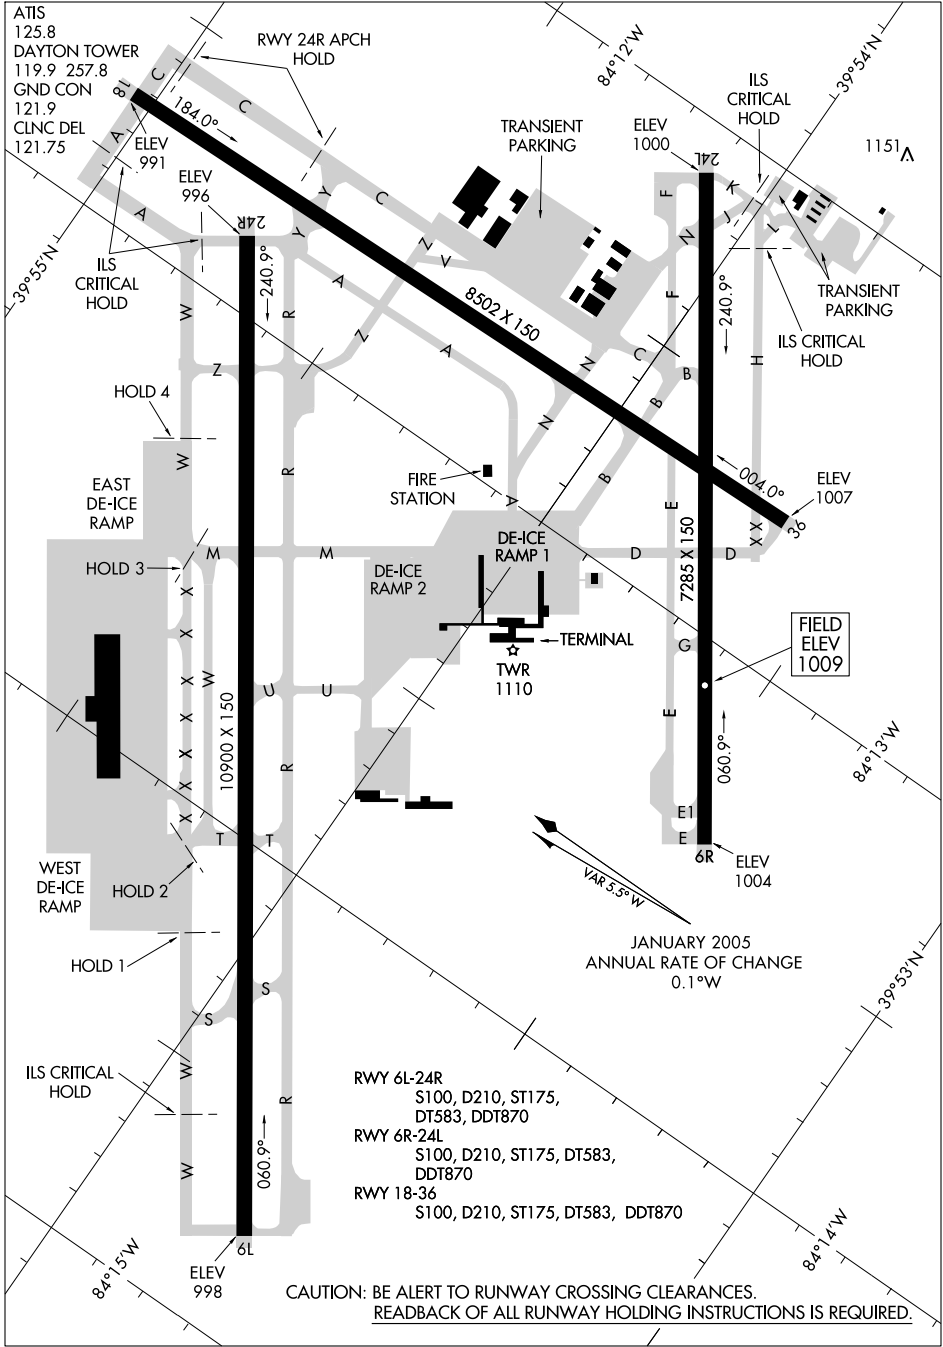 ATIS
125.8
DAYTON TOWER
119.9 257.8
GND CON
121.9
CLNC DEL
121.75
RWY 24R APCH
HOLD
84°12'W
39°54'N
ILS
CRITICAL
HOLD
1151
TRANSIENT
PARKING
ELEV
1000
24L
18
184.0°
ELEV
991
ELEV
996
24R
C
C
C
A
A
Y
Y
F
K
J
L
N
V
Z
39°55'N
ILS
CRITICAL
HOLD
240.9°
W
R
A
Z
A
8502 X 150
F
240.9°
TRANSIENT
PARKING
ILS CRITICAL
HOLD
H
Z
N
C
B
B
N
HOLD 4
W
R
EAST
DE-ICE
RAMP
FIRE
STATION
A
B
E
004.0°
ELEV
1007
36
X
X
HOLD 3
M
M
DE-ICE
RAMP 1
DE-ICE
RAMP 2
D
D
7285 X 150
X
X
X
X
X
X
X
W
TERMINAL
TWR
1110
G
FIELD
ELEV
1009
U
U
10900 X 150
R
E
060.9°
84°13'W
E1
E
6R
ELEV
1004
T
T
WEST
DE-ICE
RAMP
HOLD 2
VAR 5.5° W
JANUARY 2005
ANNUAL RATE OF CHANGE
0.1°W
HOLD 1
39°53'N
S
S
W
ILS CRITICAL
HOLD
R
W
060.9°
RWY 6L-24R
S100, D210, ST175,
DT583, DDT870
RWY 6R-24L
S100, D210, ST175, DT583,
DDT870
RWY 18-36
S100, D210, ST175, DT583, DDT870
6L
ELEV
998
84°15'W
84°14'W
CAUTION: BE ALERT TO RUNWAY CROSSING CLEARANCES.
READBACK OF ALL RUNWAY HOLDING INSTRUCTIONS IS REQUIRED.